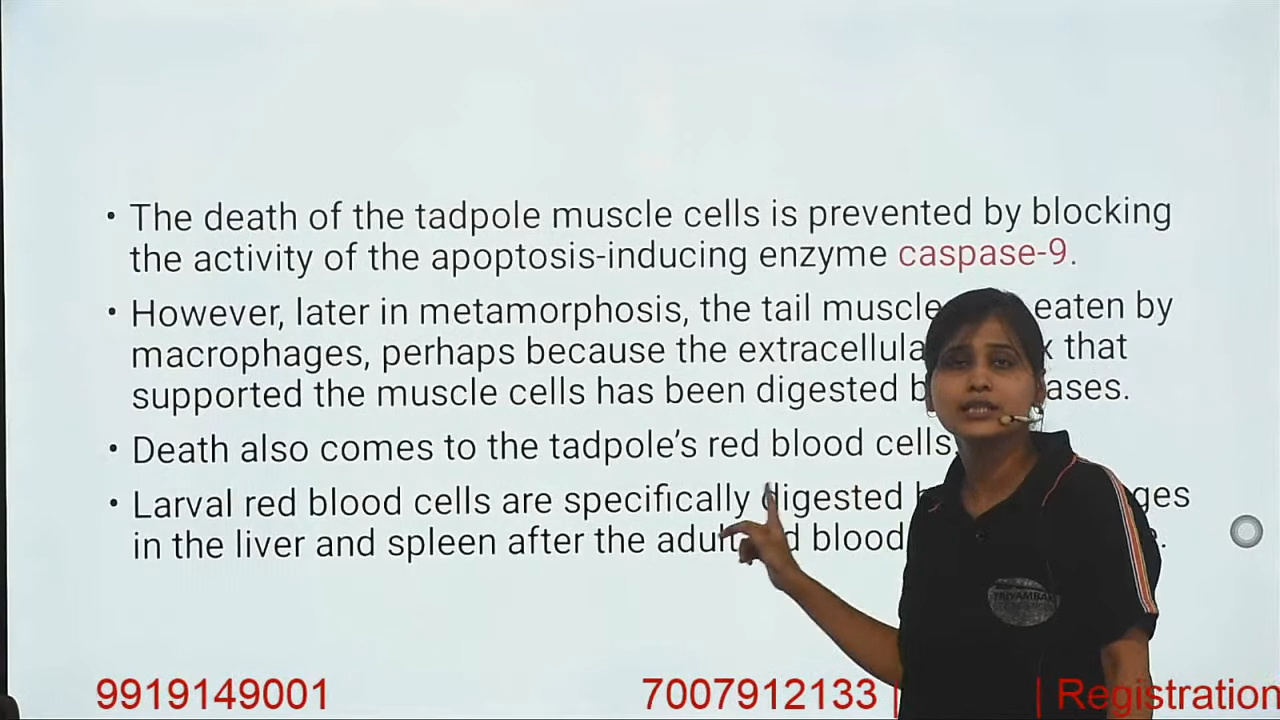 • The death of the tadpole muscle cells is prevented by blocking
the activity of the apoptosis-inducing enzyme caspase-9.
• However, later in metamorphosis, the tail muscle eaten by
macrophages, perhaps because the extracellula x that
supported the muscle cells has been digested b ases.
• Death also comes to the tadpole's red blood cells.
• Larval red blood cells are specifically digested ges
in the liver and spleen after the adult d blood
9919149001 7007912133 | | Registration